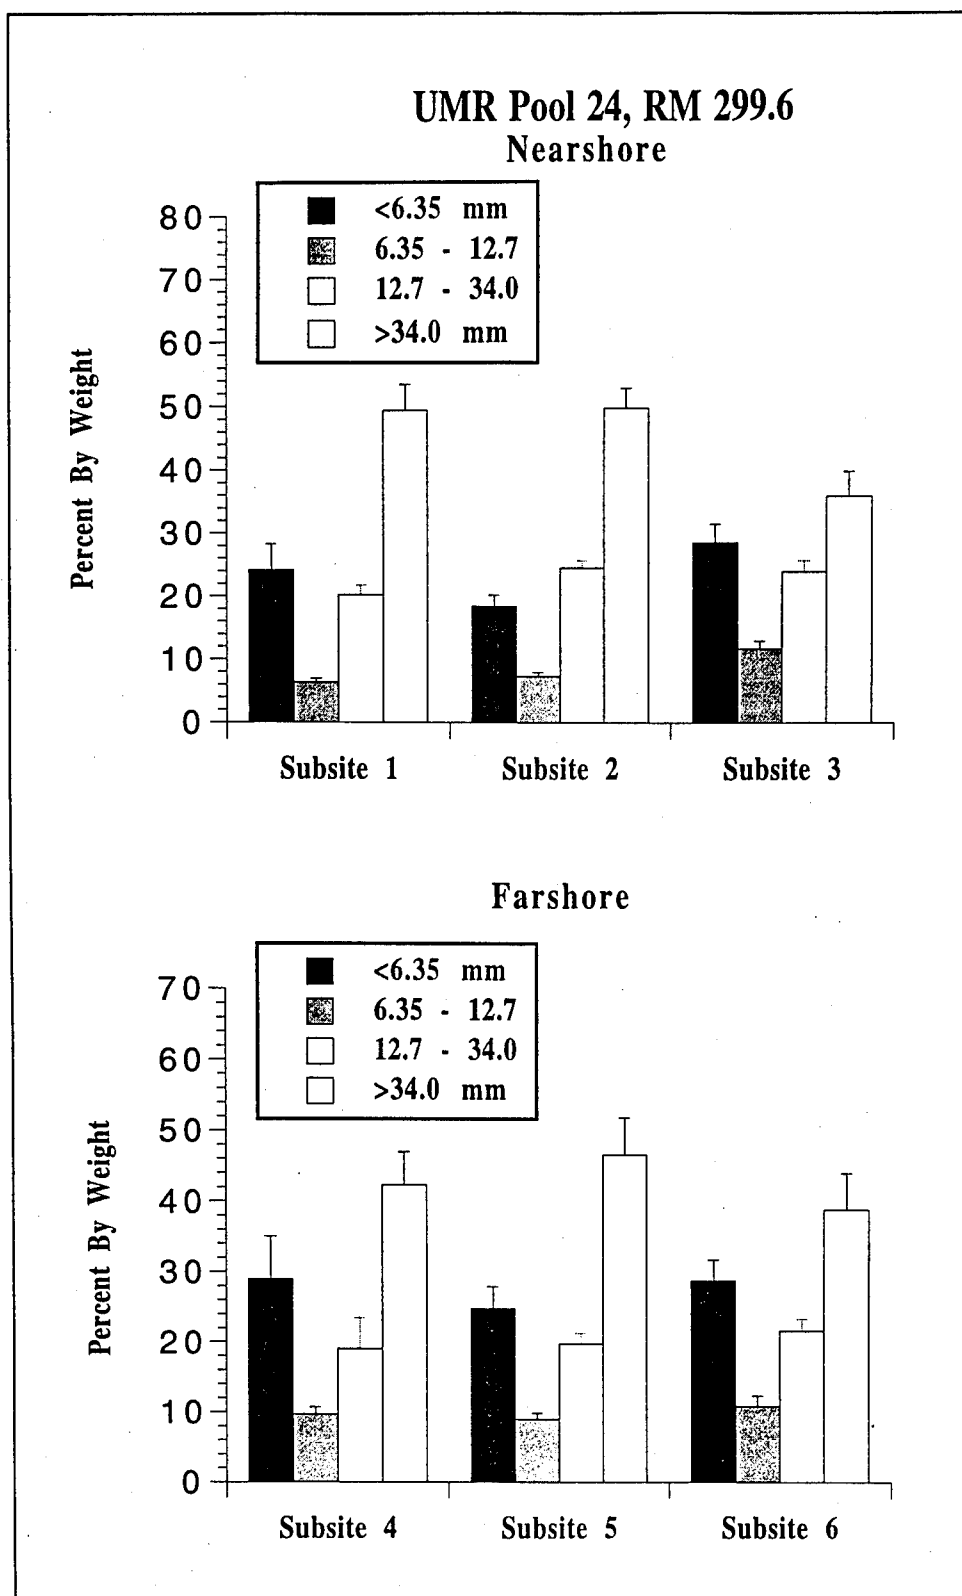 UMR Pool 24, RM 299.6
Nearshore
<6.35 mm
6.35 - 12.7
12.7 - 34.0
>34.0 mm
Percent By Weight
80
70
60
50
40
30
20
10
0
Subsite 1 Subsite 2 Subsite 3
Farshore
<6.35 mm
6.35 - 12.7
12.7 - 34.0
>34.0 mm
Percent By Weight
70
60
50
40
30
20
10
0
Subsite 4 Subsite 5 Subsite 6